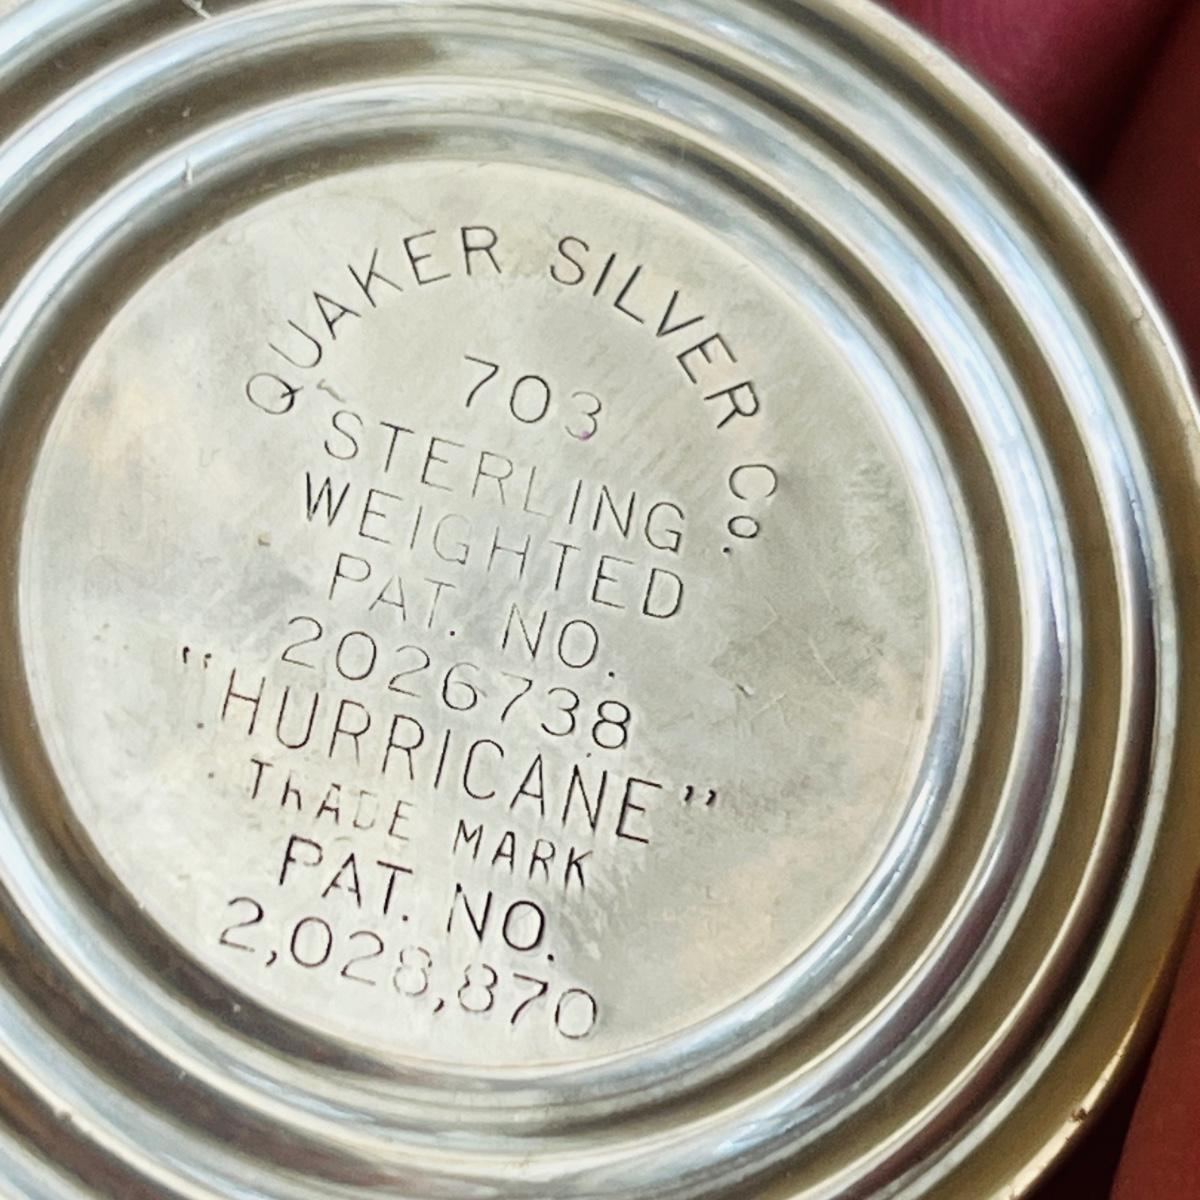 QUAKER SILVER Co.
703
STERLING
WEIGHTED
PAT. NO.
2026738
"HURRICANE"
TRADE MARK
PAT. NO.
2,028,870